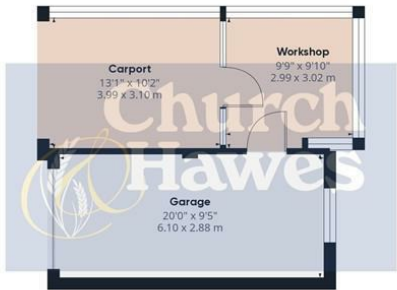 Workshop
9'9" x 9'10"
2.99 x 3.02 m
Carport
13'1" x 10'2"
3.99 x 3.10 m
Church
Hawes
Garage
20'0" x 9'5"
6.10 x 2.88 m